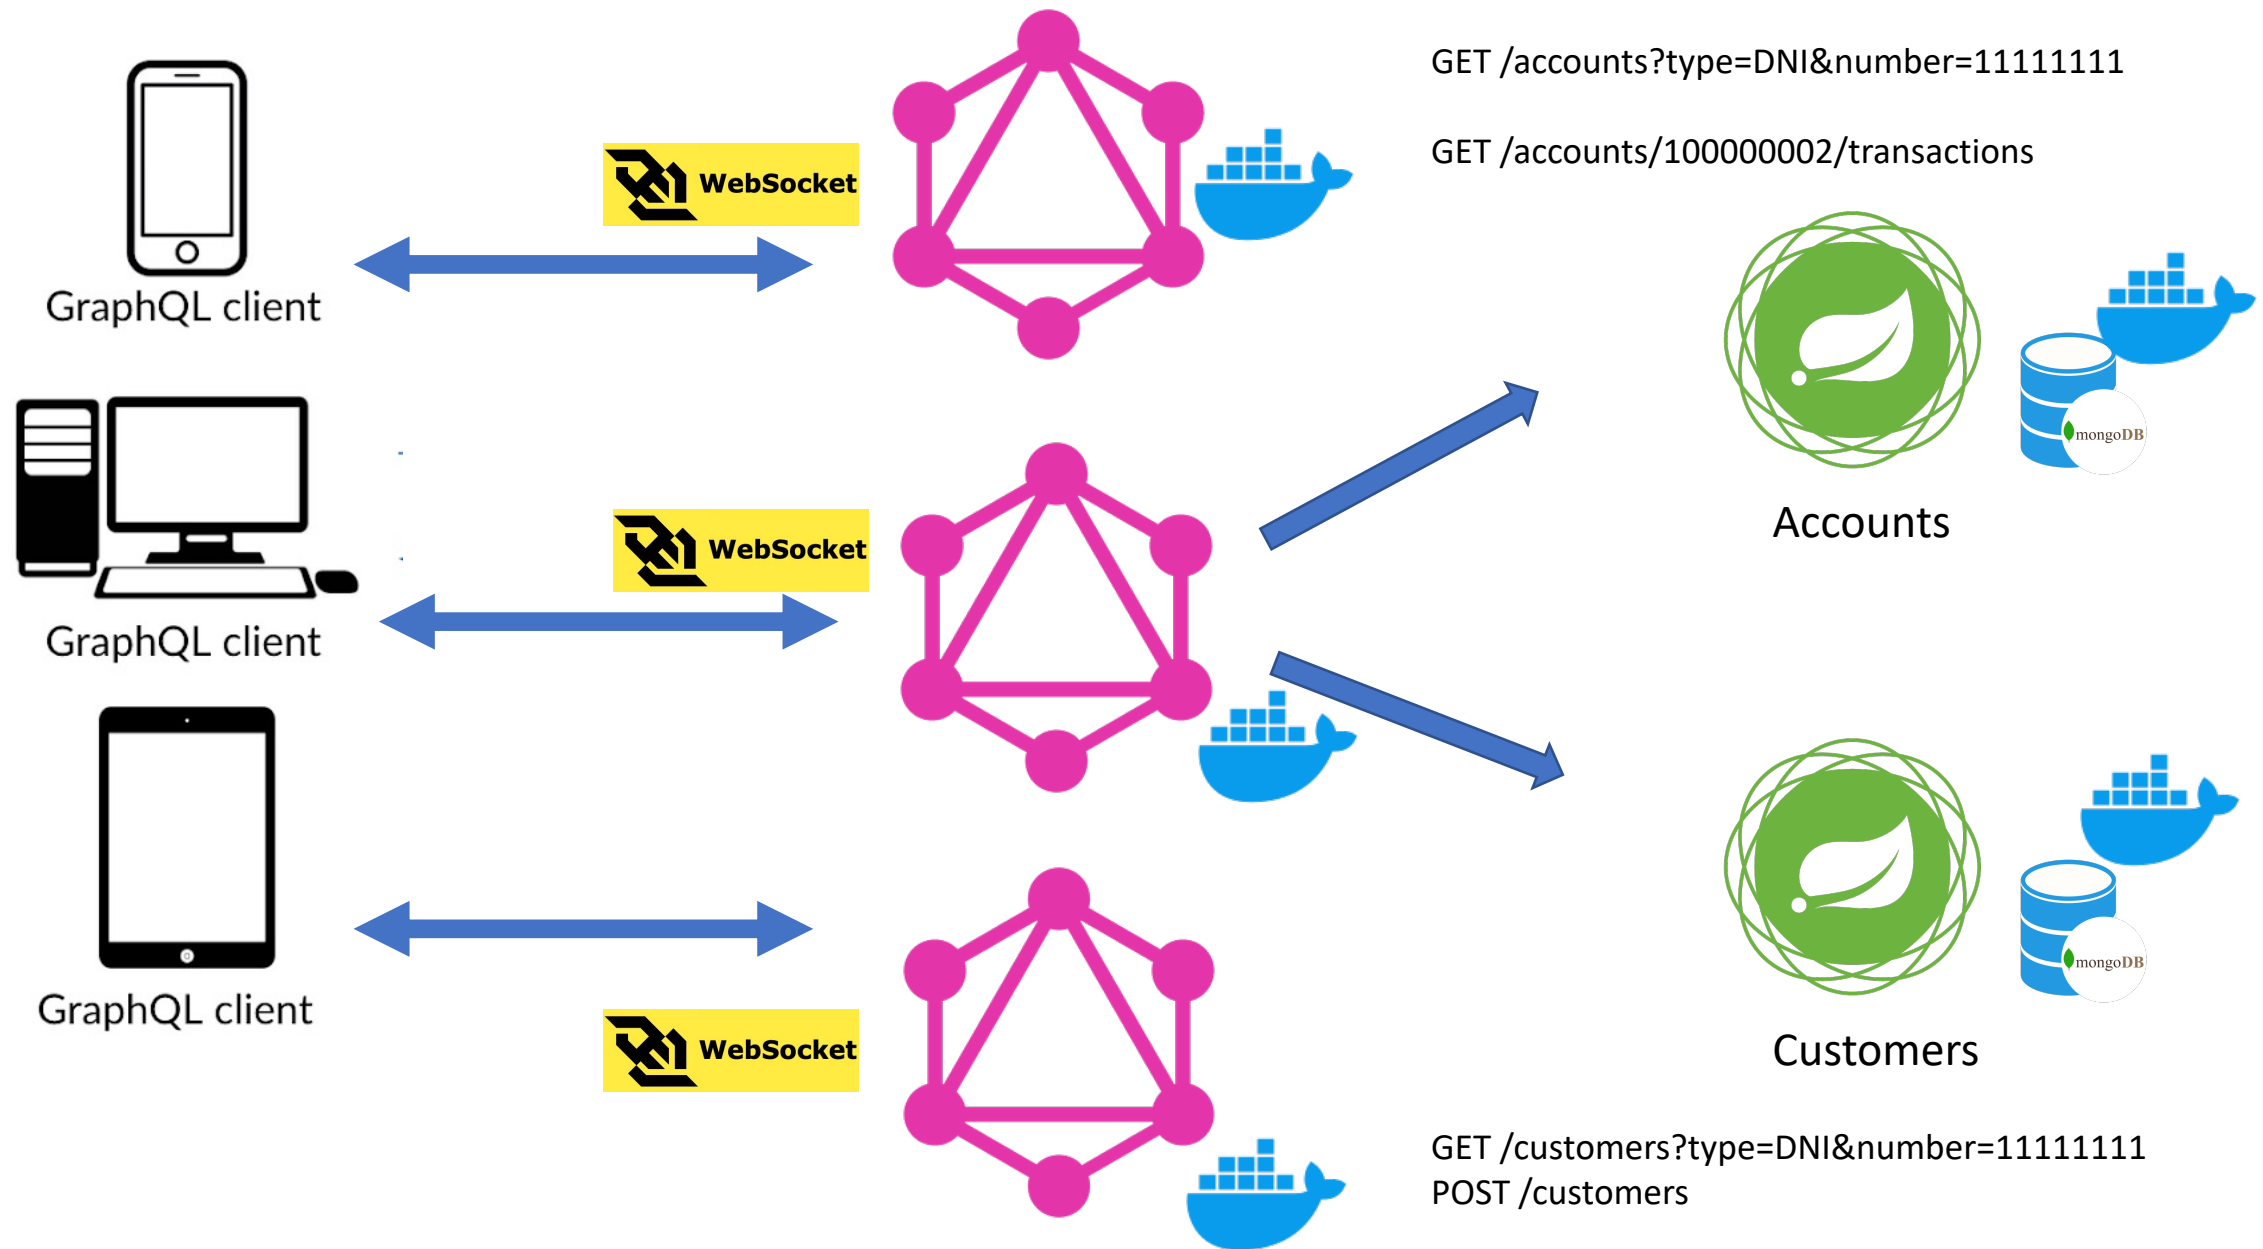 GET /accounts?type=DNI&number=11111111
GET /accounts/100000002/transactions
WebSocket
GraphQL client
mongoDB
Accounts
WebSocket
GraphQL client
mongoDB
GraphQL client
WebSocket
Customers
GET /customers?type=DNI&number=11111111
POST /customers